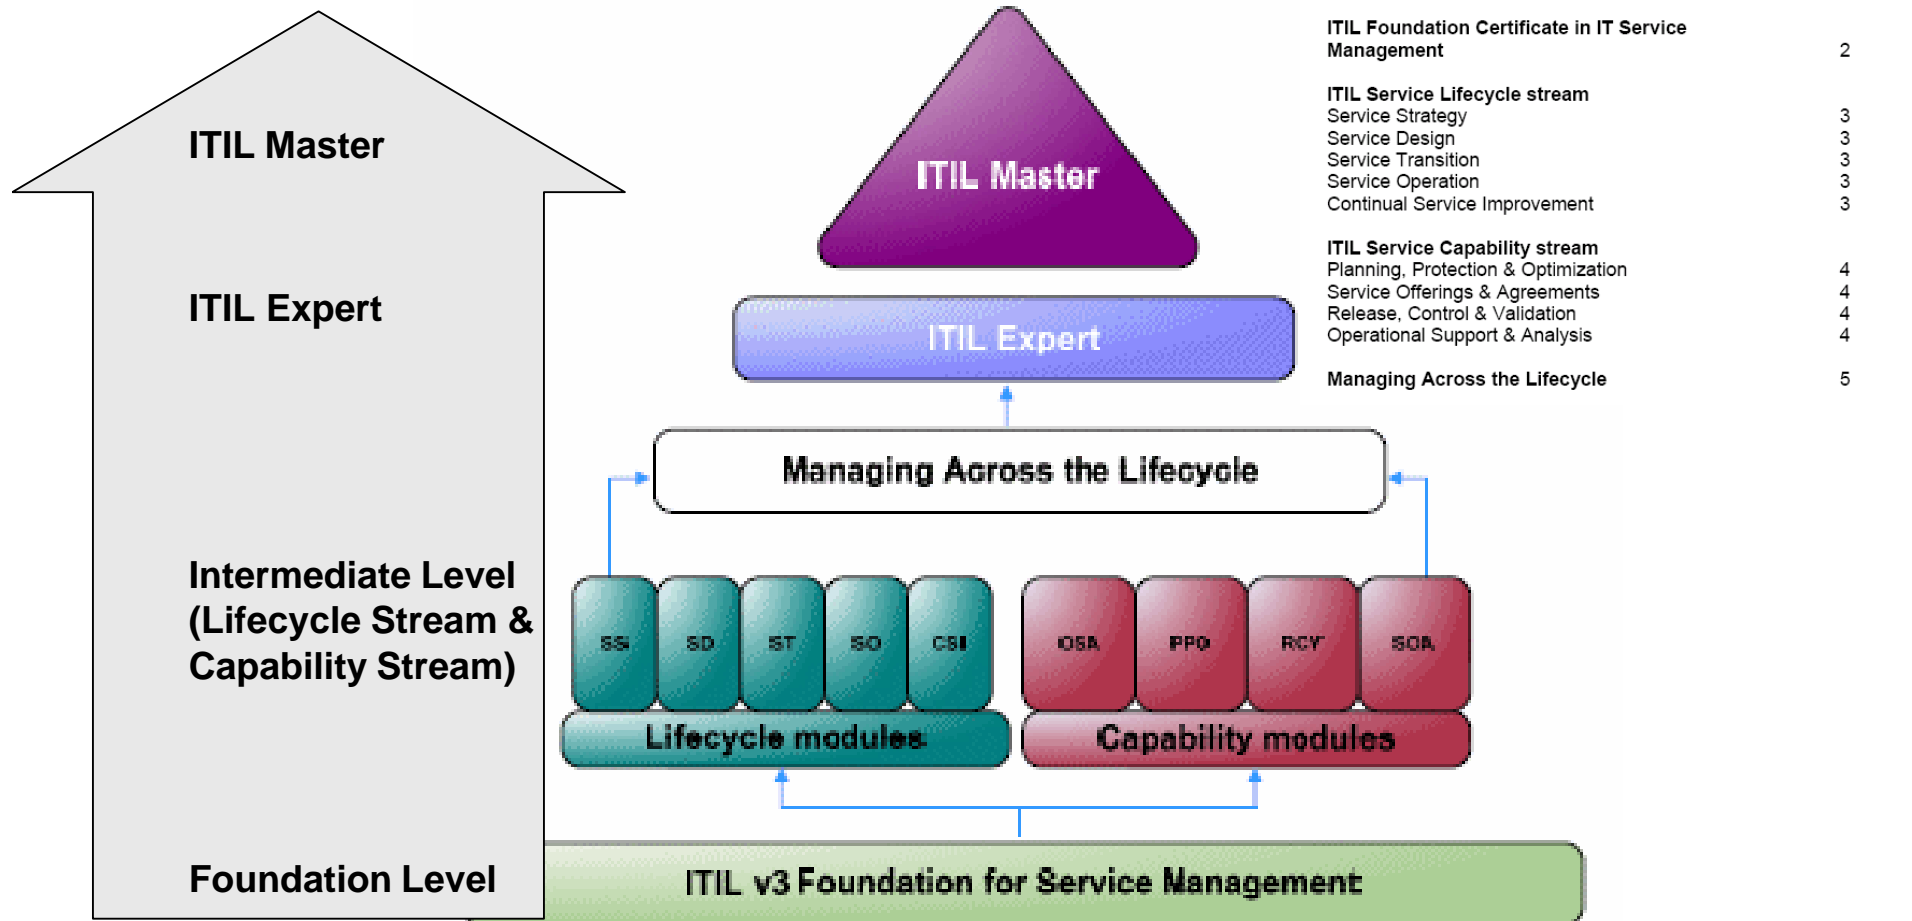 ITIL Master
ITIL Expert
Intermediate Level
(Lifecycle Stream &
Capability Stream)
Foundation Level
ITIL Master
ITIL Expert
Managing Across the Lifecycle
SS
SD
ST
SO
CSI
OSA
PPO
RCV
SOA
Lifecycle modules
Capability modules
ITIL v3 Foundation for Service Management
ITIL Foundation Certificate in IT Service
Management 2
ITIL Service Lifecycle stream
Service Strategy 3
Service Design 3
Service Transition 3
Service Operation 3
Continual Service Improvement 3
ITIL Service Capability stream
Planning, Protection & Optimization 4
Service Offerings & Agreements 4
Release, Control & Validation 4
Operational Support & Analysis 4
Managing Across the Lifecycle 5